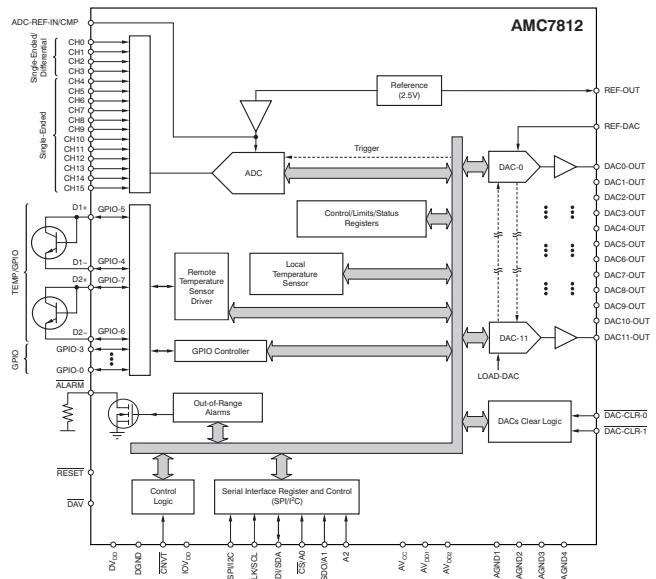 AMC7812
ADC-REF-IN/CMP
Single-Ended/
Differential
Single-Ended
CH0
CH1
CH2
CH3
CH4
CH5
CH6
CH7
CH8
CH9
CH10
CH11
CH12
CH13
CH14
CH15
Reference
(2.5V)
REF-OUT
REF-DAC
Trigger
ADC
DAC-0
DAC0-OUT
DAC1-OUT
DAC2-OUT
DAC3-OUT
DAC4-OUT
DAC5-OUT
DAC6-OUT
DAC7-OUT
DAC8-OUT
DAC9-OUT
DAC10-OUT
DAC11-OUT
DAC-11
LOAD-DAC
Control/Limits/Status
Registers
Local
Temperature
Sensor
Remote
Temperature
Sensor
Driver
GPIO Controller
TEMP/GPIO
GPIO
D1+
GPIO-5
D1−
GPIO-4
D2+
GPIO-7
D2−
GPIO-6
GPIO-3
GPIO-0
ALARM
Out-of-Range
Alarms
DACs Clear Logic
DAC-CLR-0
DAC-CLR-1
RESET
DAV
Control
Logic
Serial Interface Register and Control
(SPI/I²C)
DVDD
DGND
CNVT
IOVDD
SPI/I2C
LK/SCL
DI/SDA
CS/A0
SDO/A1
A2
AVCC
AVDD1
AVDD2
AGND1
AGND2
AGND3
AGND4